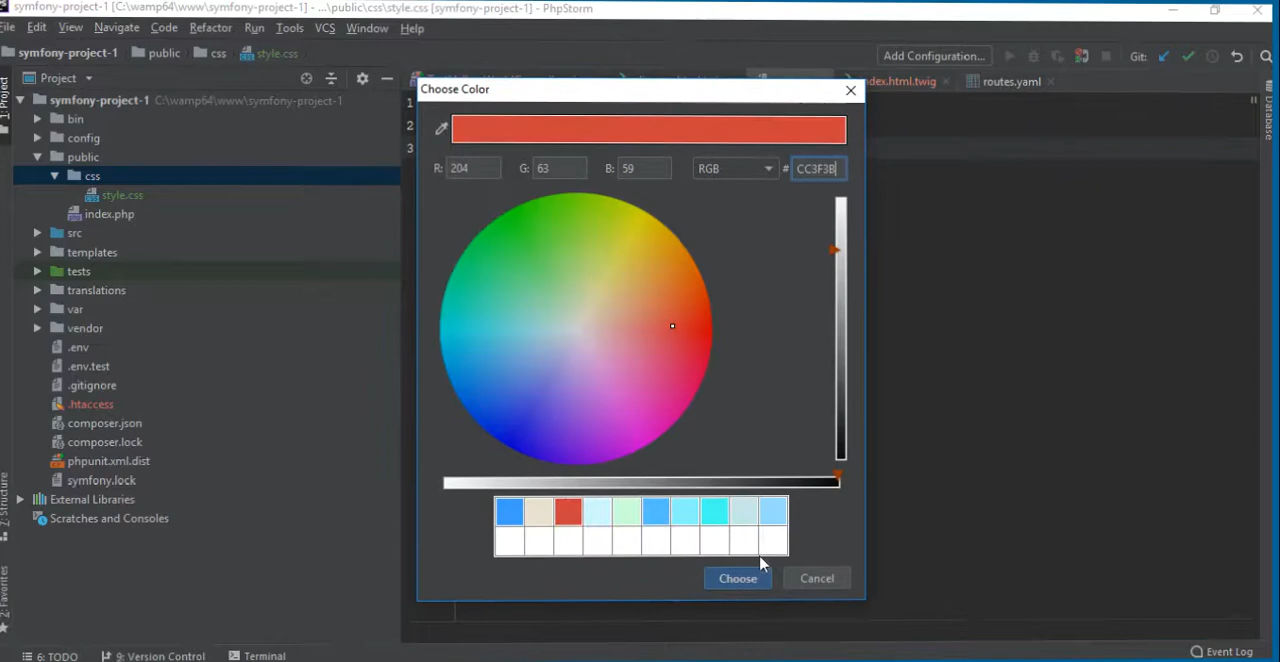 symfony-project-1 [C:\wamp64\www\symfony-project-1] - ...\public\css\style.css [symfony-project-1] - PhpStorm
File Edit View Navigate Code Refactor Run Tools VCS Window Help
symfony-project-1 public css style.css Add Configuration... Git:
Project
index.html.twig routes.yaml
1: Project
symfony-project-1 C:\wamp64\www\symfony-project-1
bin
config
public
css
style.css
index.php
src
templates
tests
translations
var
vendor
.env
.env.test
.gitignore
.htaccess
composer.json
composer.lock
phpunit.xml.dist
symfony.lock
External Libraries
Scratches and Consoles
7: Structure
2: Favorites
1
2
3
Choose Color
R: 204 G: 63 B: 59 RGB # CC3F3B
Choose Cancel
Database
6: TODO 9: Version Control Terminal Event Log